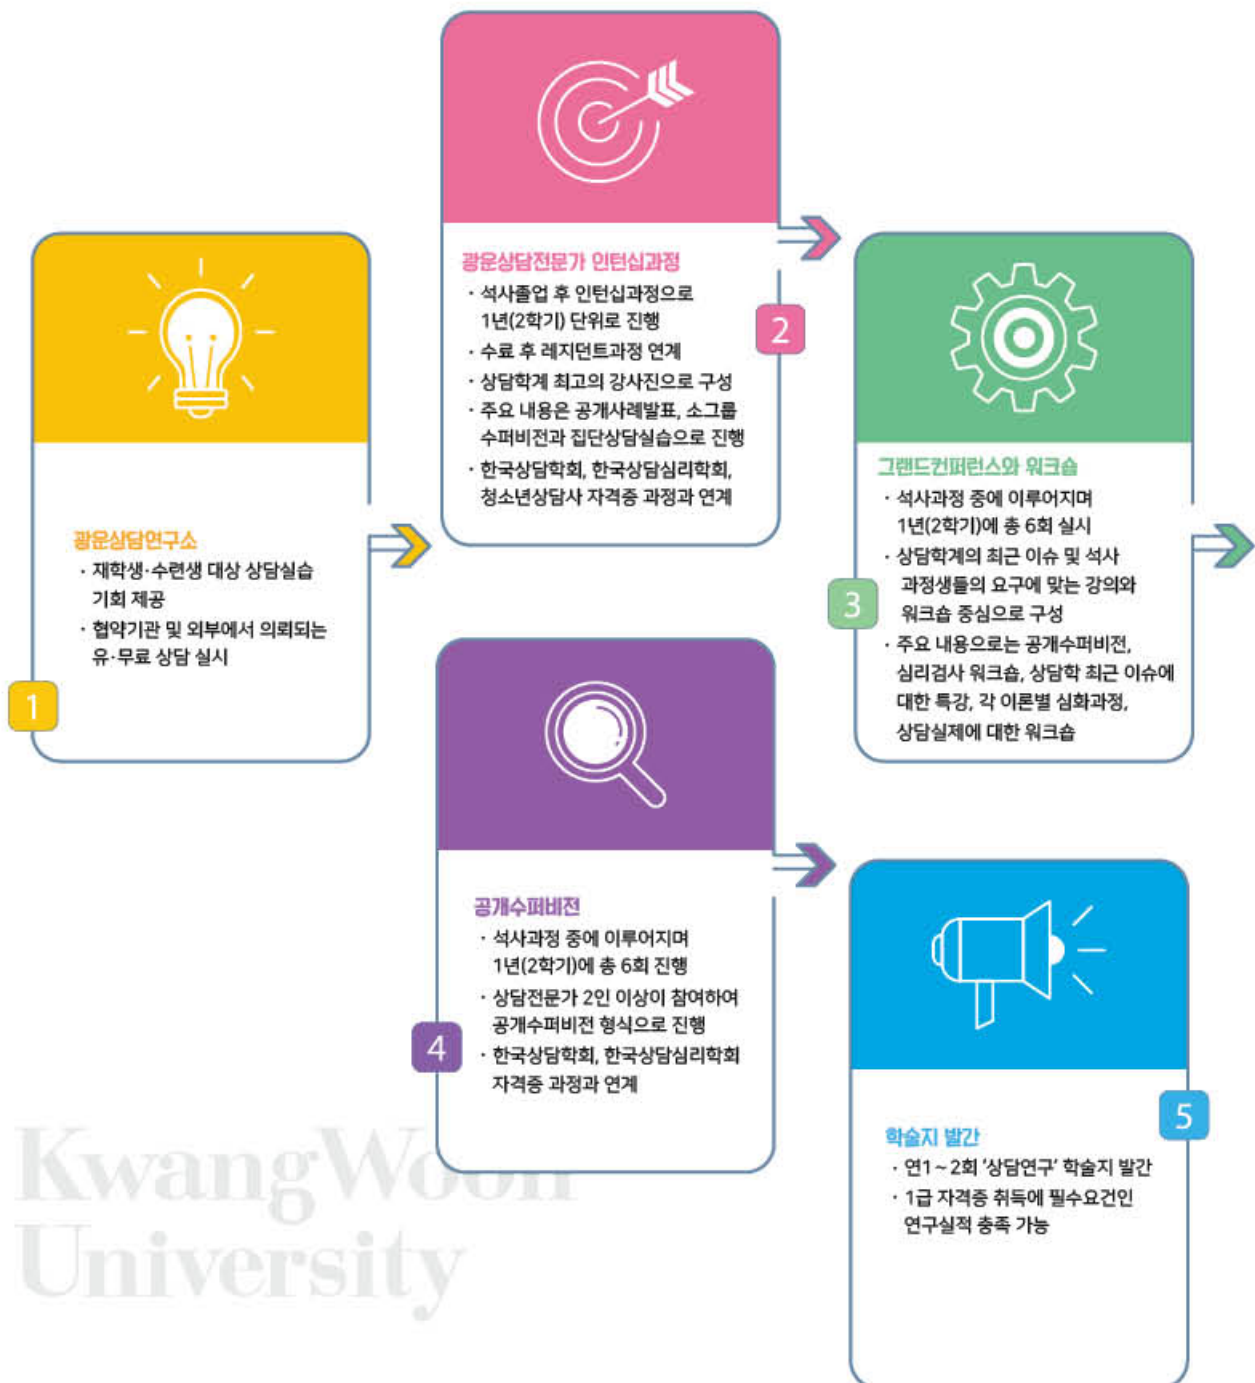 광운상담연구소
· 재학생·수련생 대상 상담실습
기회 제공
· 협약기관 및 외부에서 의뢰되는
유·무료 상담 실시
1
광운상담전문가 인턴십과정
· 석사졸업 후 인턴십과정으로
1년(2학기) 단위로 진행
· 수료 후 레지던트과정 연계
· 상담학계 최고의 강사진으로 구성
· 주요 내용은 공개사례발표, 소그룹
수퍼비전과 집단상담실습으로 진행
· 한국상담학회, 한국상담심리학회,
청소년상담사 자격증 과정과 연계
2
그랜드컨퍼런스와 워크숍
· 석사과정 중에 이루어지며
1년(2학기)에 총 6회 실시
· 상담학계의 최근 이슈 및 석사
과정생들의 요구에 맞는 강의와
워크숍 중심으로 구성
· 주요 내용으로는 공개수퍼비전,
심리검사 워크숍, 상담학 최근 이슈에
대한 특강, 각 이론별 심화과정,
상담실제에 대한 워크숍
3
공개수퍼비전
· 석사과정 중에 이루어지며
1년(2학기)에 총 6회 진행
· 상담전문가 2인 이상이 참여하여
공개수퍼비전 형식으로 진행
· 한국상담학회, 한국상담심리학회
자격증 과정과 연계
4
학술지 발간
· 연1~2회 '상담연구' 학술지 발간
· 1급 자격증 취득에 필수요건인
연구실적 충족 가능
5
KwangWoon
University